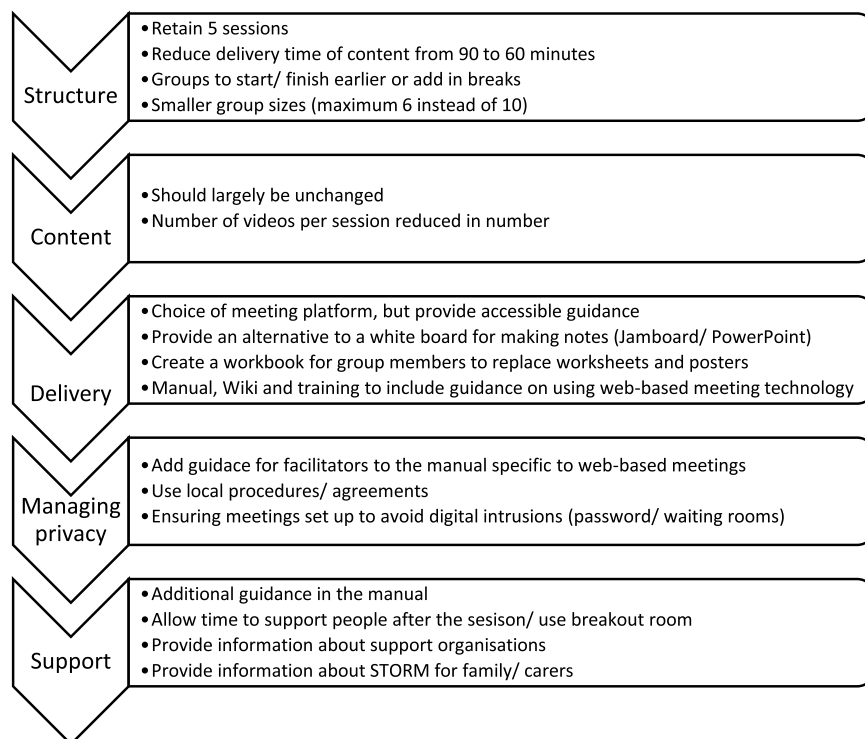 Structure
•Retain 5 sessions
•Reduce delivery time of content from 90 to 60 minutes
•Groups to start/ finish earlier or add in breaks
•Smaller group sizes (maximum 6 instead of 10)
Content
•Should largely be unchanged
•Number of videos per session reduced in number
Delivery
•Choice of meeting platform, but provide accessible guidance
•Provide an alternative to a white board for making notes (Jamboard/ PowerPoint)
•Create a workbook for group members to replace worksheets and posters
•Manual, Wiki and training to include guidance on using web-based meeting technology
Managing
privacy
•Add guidace for facilitators to the manual specific to web-based meetings
•Use local procedures/ agreements
•Ensuring meetings set up to avoid digital intrusions (password/ waiting rooms)
Support
•Additional guidance in the manual
•Allow time to support people after the sesison/ use breakout room
•Provide information about support organisations
•Provide information about STORM for family/ carers